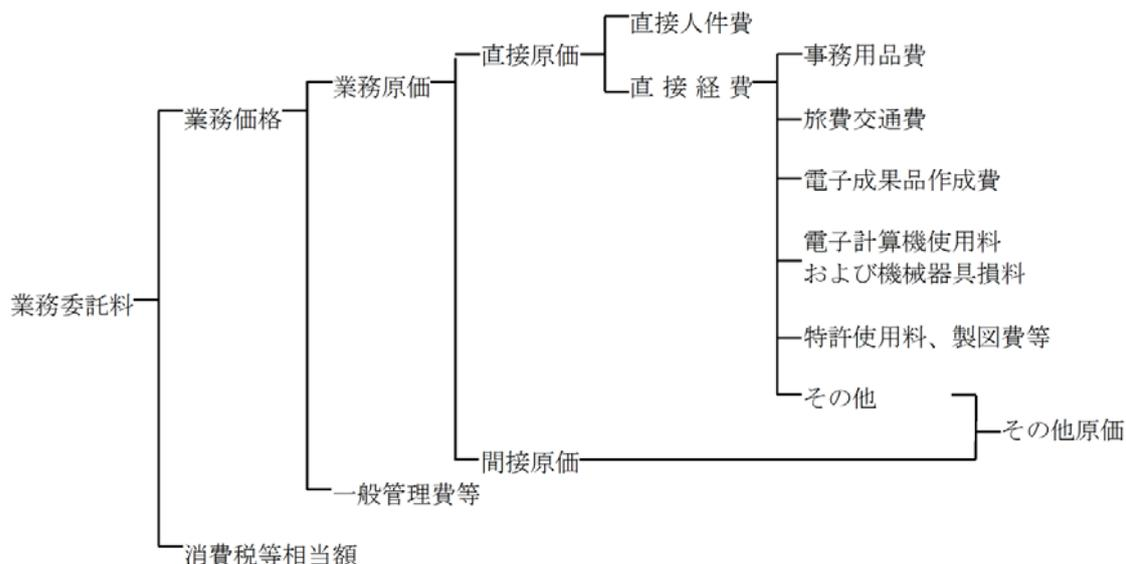 直接人件費
直接原価
事務用品費
業務原価
直接経費
業務価格
旅費交通費
電子成果品作成費
電子計算機使用料
および機械器具損料
業務委託料
特許使用料、製図費等
その他
その他原価
間接原価
一般管理費等
消費税等相当額